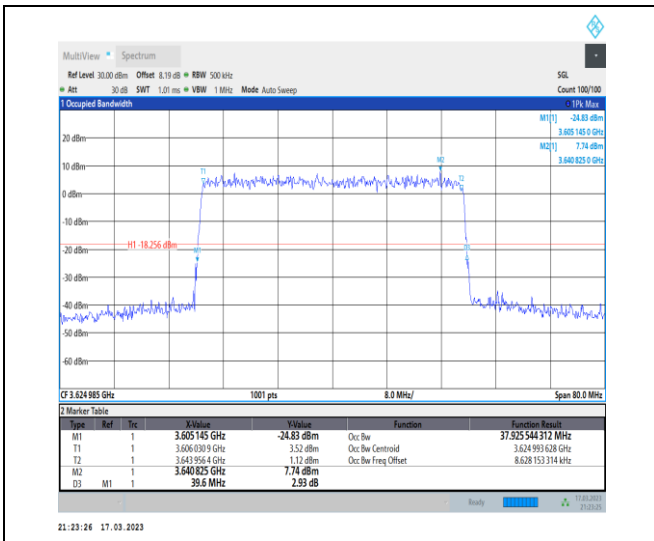 MultiView Spectrum
Ref Level 30.00 dBm Offset 8.19 dB RBW 500 kHz SGL
Att 30 dB SWT 1.01 ms VBW 1 MHz Mode Auto Sweep Count 100/100
1 Occupied Bandwidth 1Pk Max
M1[1] -24.83 dBm
3.605 145 0 GHz
M2[1] 7.74 dBm
3.640 825 0 GHz
20 dBm
10 dBm
M2
T1
T2
0 dBm
-10 dBm
-20 dBm
H1 -18.256 dBm
M1
-30 dBm
-40 dBm
-50 dBm
-60 dBm
CF 3.624 985 GHz 1001 pts 8.0 MHz/ Span 80.0 MHz
2 Marker Table
Type Ref Trc X-Value Y-Value Function Function Result
M1 1 3.605 145 GHz -24.83 dBm Occ Bw 37.925 544 312 MHz
T1 1 3.606 030 9 GHz 3.52 dBm Occ Bw Centroid 3.624 993 628 GHz
T2 1 3.643 956 4 GHz 1.12 dBm Occ Bw Freq Offset 8.628 153 314 kHz
M2 1 3.640 825 GHz 7.74 dBm
D3 M1 1 39.6 MHz 2.93 dB
Ready 17.03.2023
21:23:25
21:23:26 17.03.2023